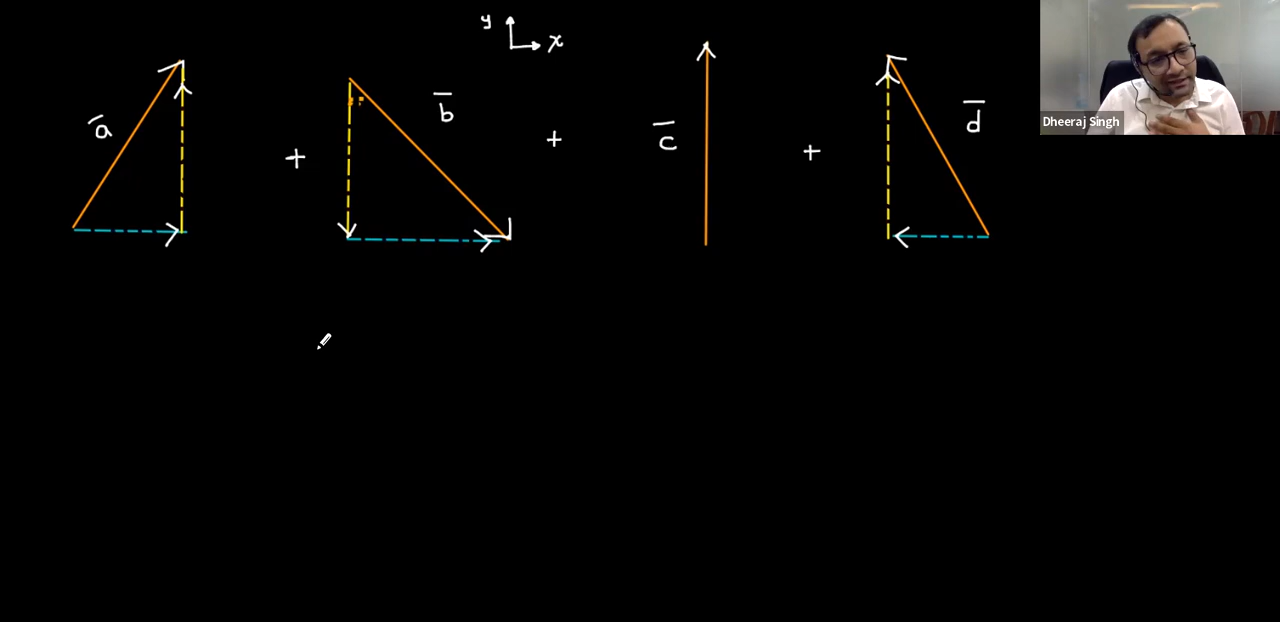 y
x
a̅
+
b̅
+
c̅
+
d̅
Dheeraj Singh